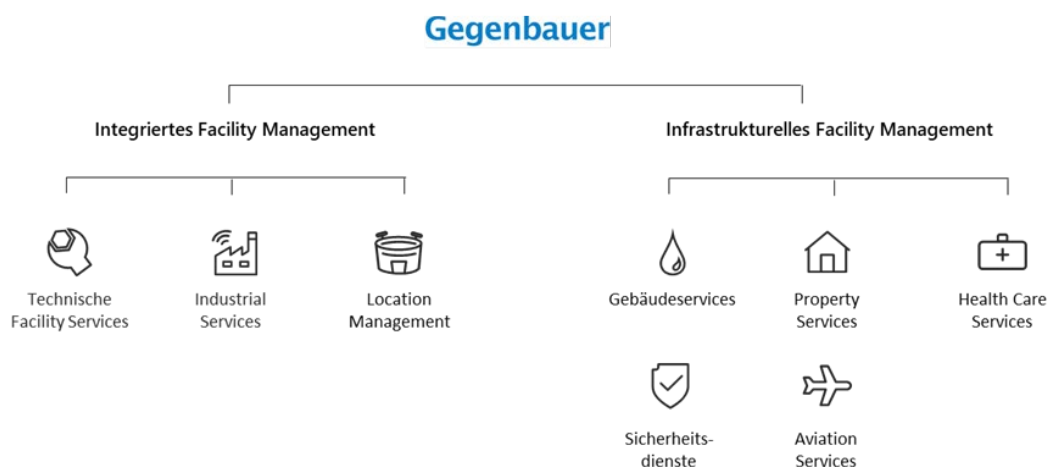 Gegenbauer
Integriertes Facility Management
Infrastrukturelles Facility Management
Technische
Facility Services
Industrial
Services
Location
Management
Gebäudeservices
Property
Services
Health Care
Services
Sicherheits-
dienste
Aviation
Services